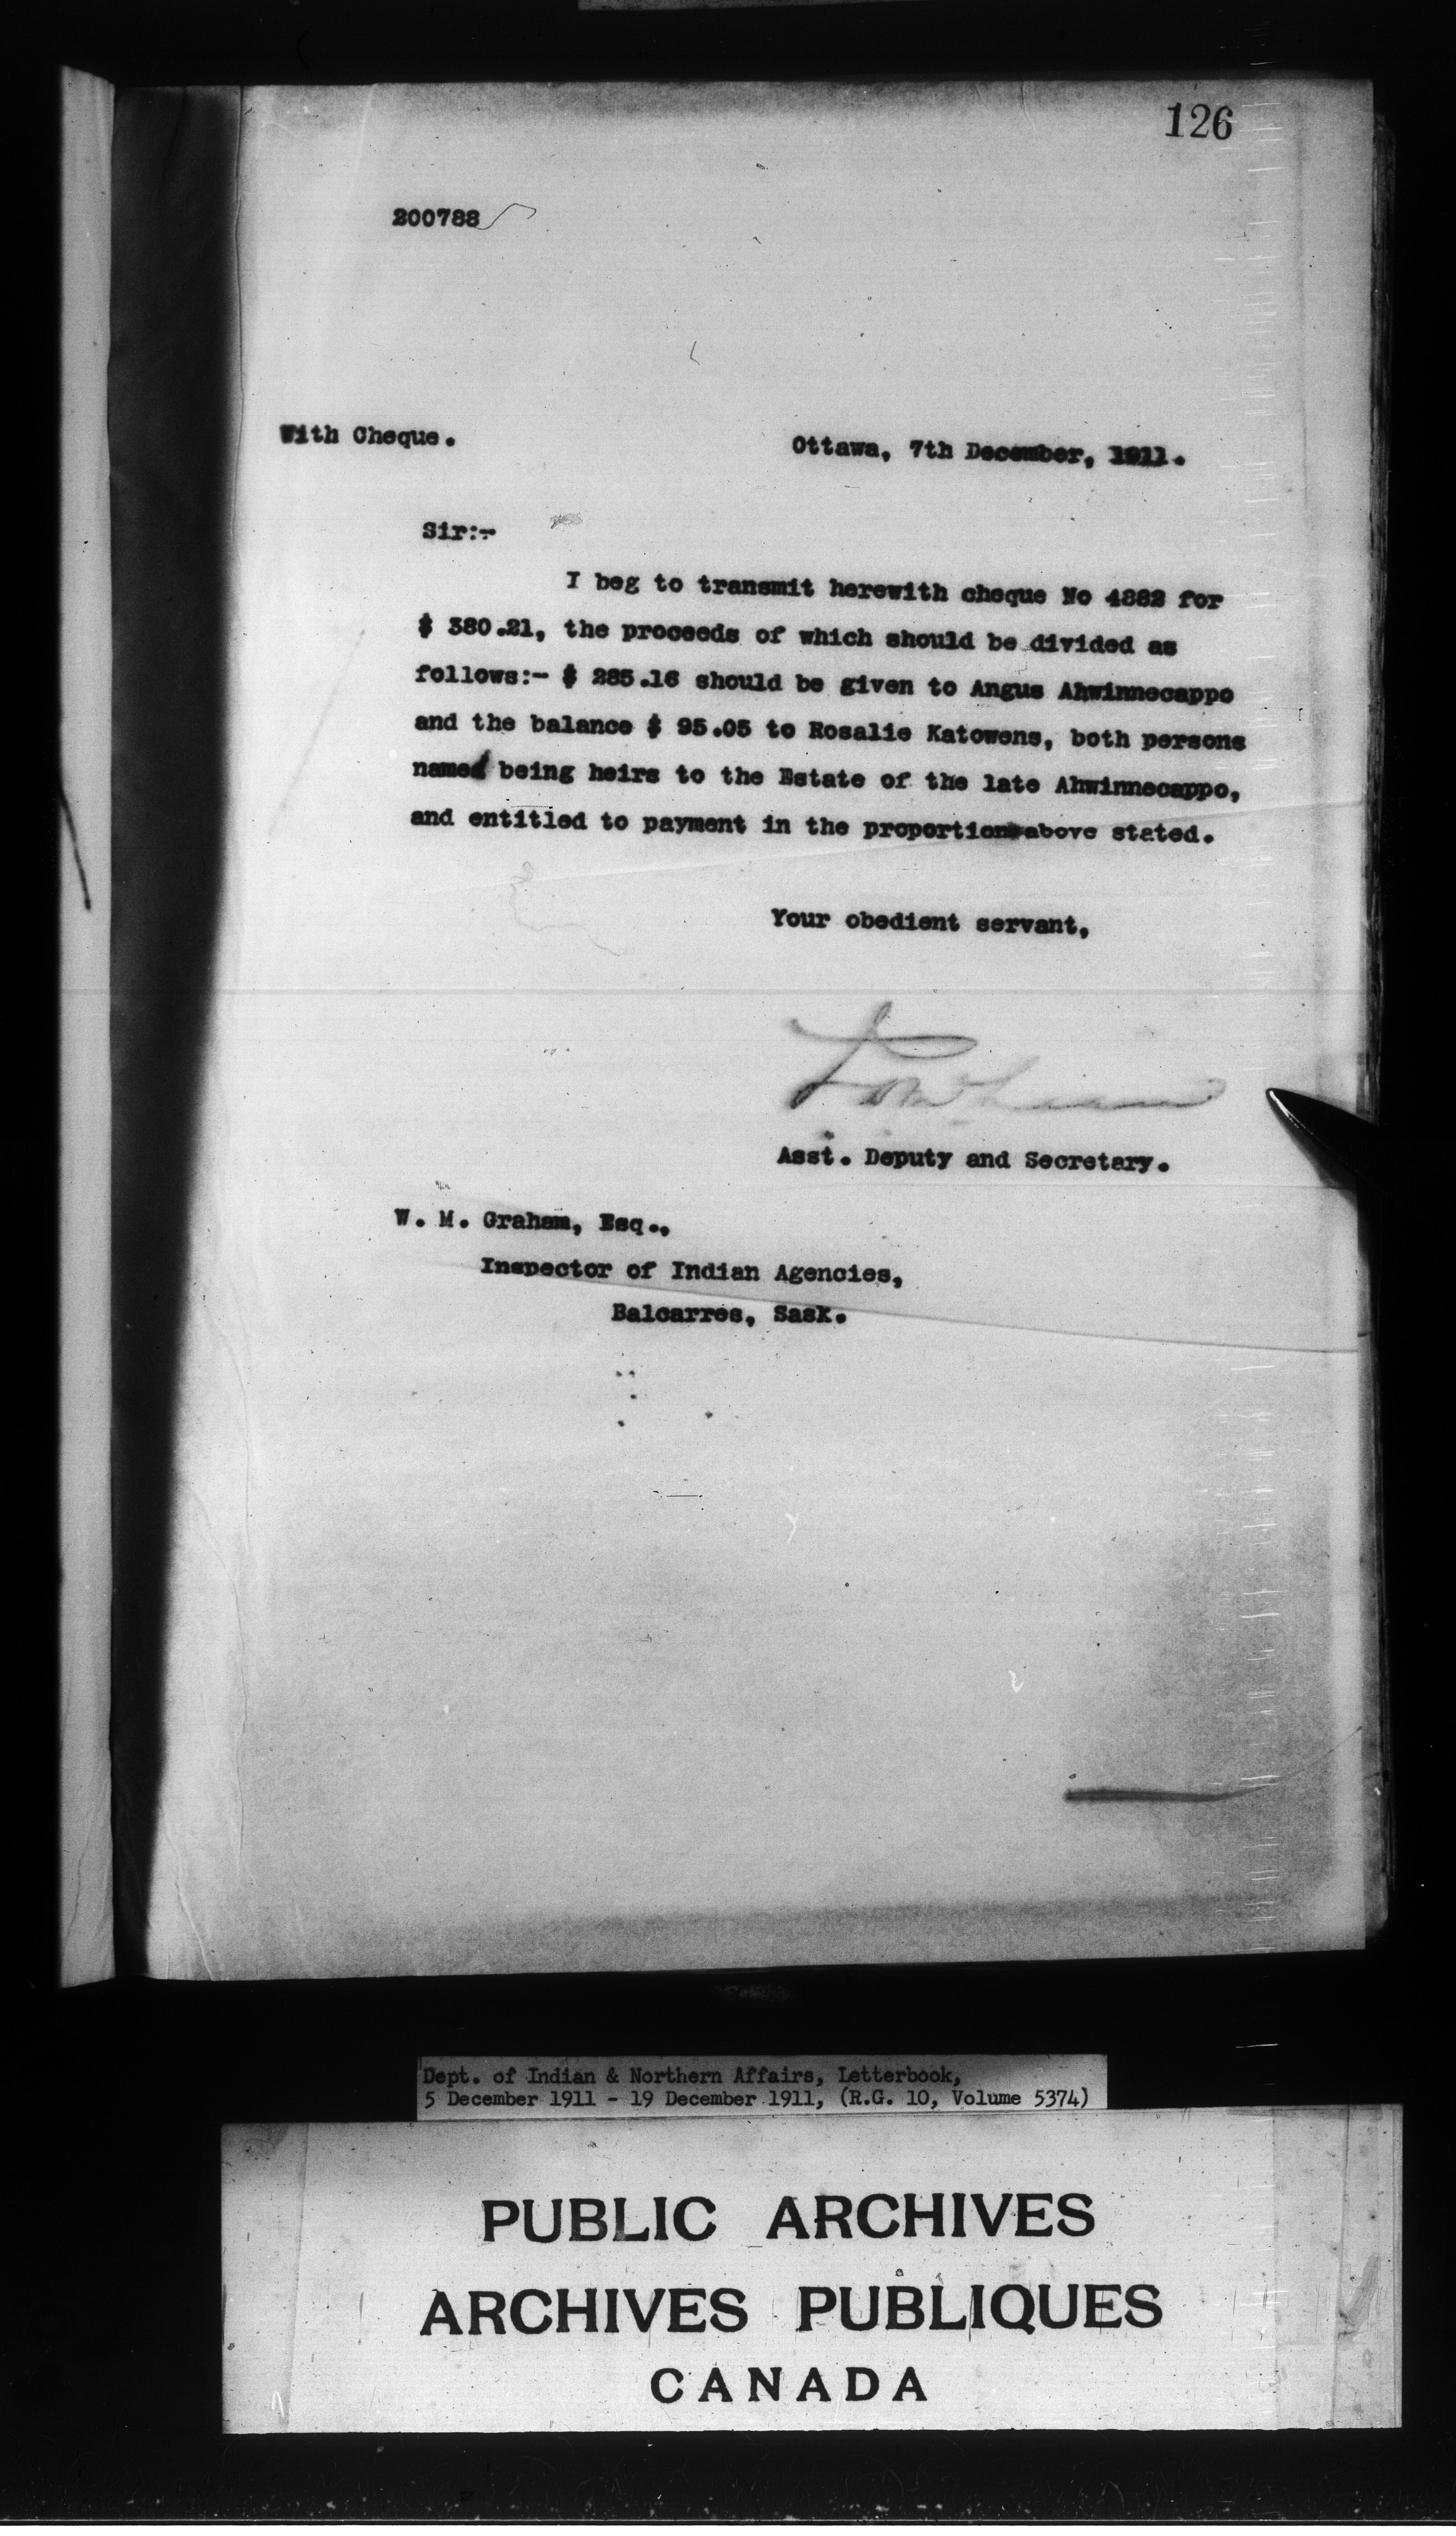 126
200788
With Cheque.
Ottawa, 7th December, 1911.
Sir:-
I beg to transmit herewith cheque No 4882 for
$ 380.21, the proceeds of which should be divided as
follows:- $ 285.16 should be given to Angus Ahwinnecappo
and the balance $ 95.05 to Rosalie Katowens, both persons
named being heirs to the Estate of the late Ahwinnecappo,
and entitled to payment in the proportions above stated.
Your obedient servant,
Asst. Deputy and Secretary.
W. M. Graham, Esq.,
Inspector of Indian Agencies,
Balcarres, Sask.
Dept. of Indian & Northern Affairs, Letterbook,
5 December 1911 - 19 December 1911, (R.G. 10, Volume 5374)
PUBLIC ARCHIVES
ARCHIVES PUBLIQUES
CANADA